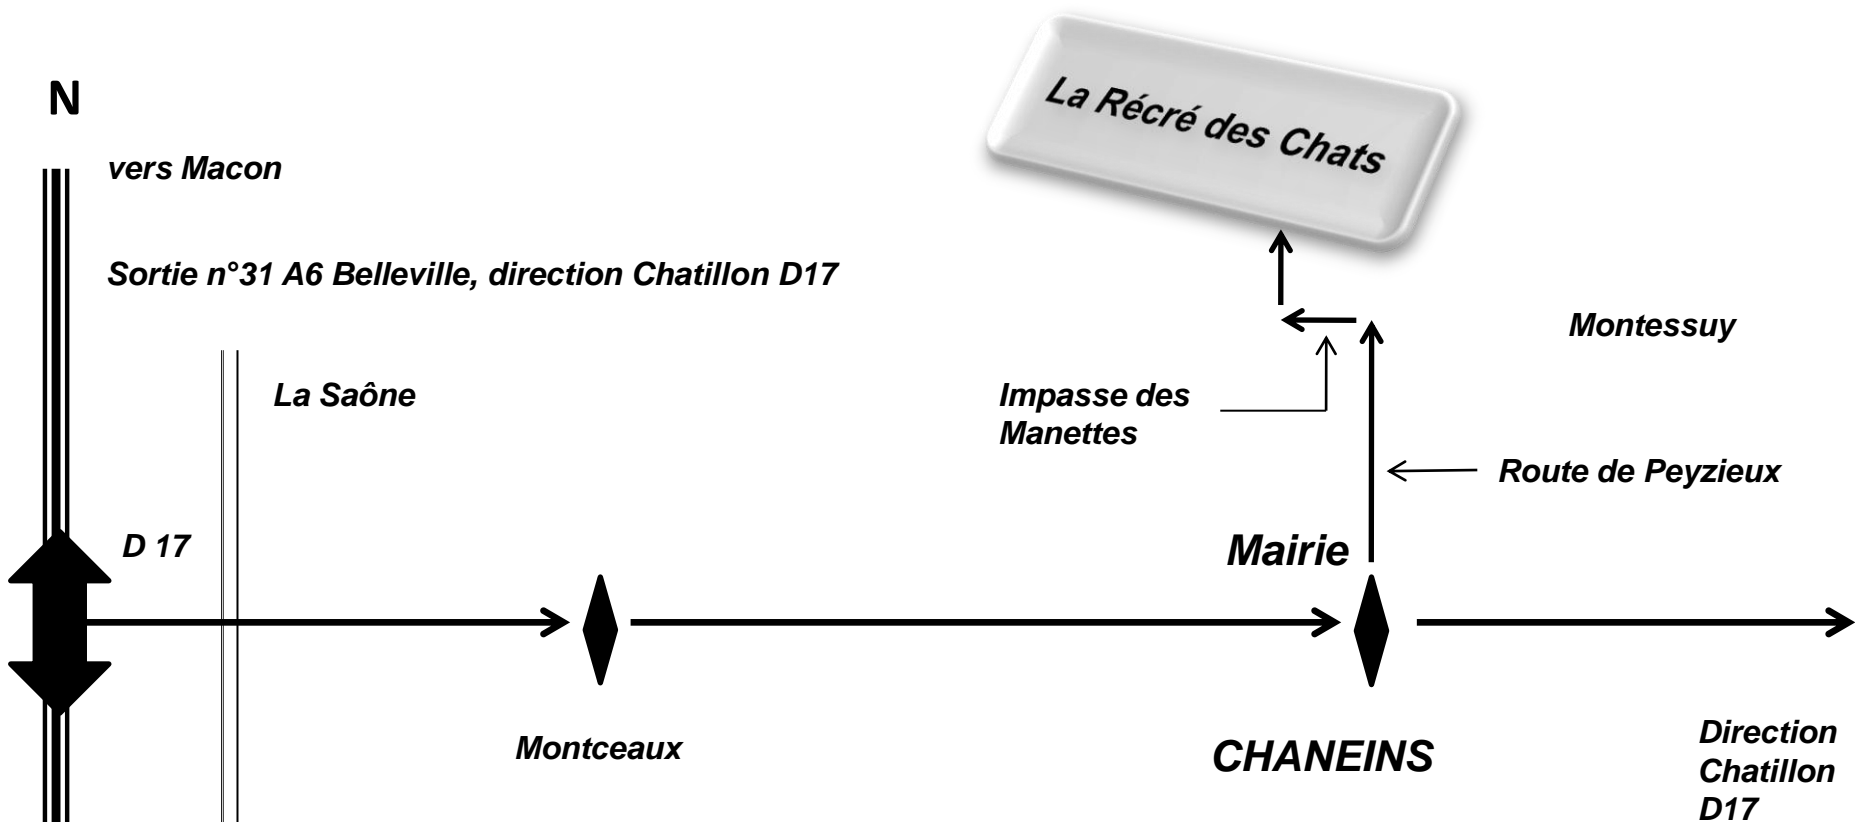 La Récré des Chats
N
vers Macon
Sortie n°31 A6 Belleville, direction Chatillon D17
Montessuy
La Saône
Impasse des
Manettes
Route de Peyzieux
D 17
Mairie
Montceaux
CHANEINS
Direction
Chatillon
D17